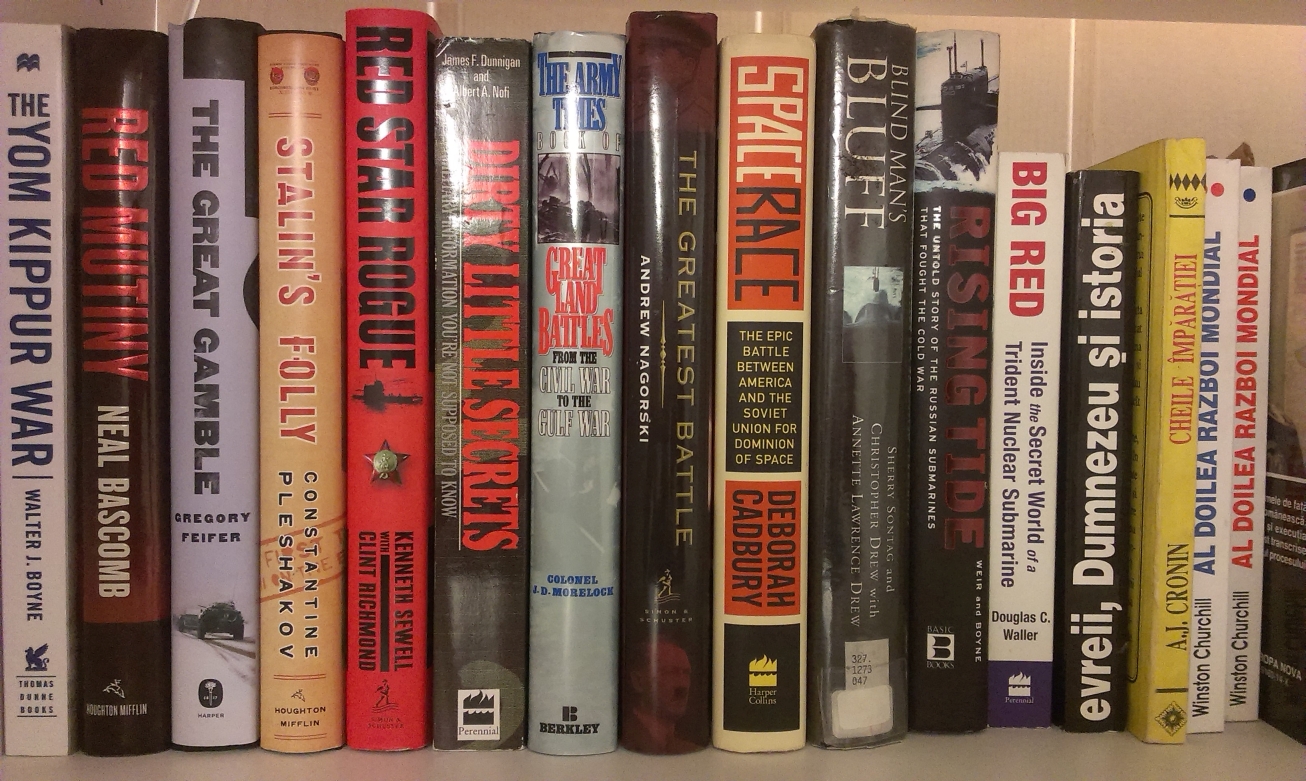 THE YOM KIPPUR WAR
WALTER J. BOYNE
THOMAS
DUNNE
BOOKS
RED MUTINY
NEAL BASCOMB
HOUGHTON MIFFLIN
THE GREAT GAMBLE
GREGORY
FEIFER
HARPER
STALIN'S FOLLY
CONSTANTINE
PLESHAKOV
HOUGHTON
MIFFLIN
RED STAR ROGUE
KENNETH SEWELL
WITH
CLINT RICHMOND
SIMON &
SCHUSTER
James F. Dunnigan
and
Albert A. Nofi
DIRTY LITTLE SECRETS
MILITARY INFORMATION YOU'RE NOT SUPPOSED TO KNOW
Perennial
THE ARMY
TIMES
BOOK OF
GREAT
LAND
BATTLES
FROM THE
CIVIL WAR
TO THE
GULF WAR
COLONEL
J.D. MORELOCK
BERKLEY
THE GREATEST BATTLE
ANDREW NAGORSKI
SIMON &
SCHUSTER
SPACE RACE
THE EPIC
BATTLE
BETWEEN
AMERICA
AND THE
SOVIET
UNION FOR
DOMINION
OF SPACE
DEBORAH
CADBURY
Harper
Collins
BLIND MAN'S
BLUFF
SHERRY SONTAG and
CHRISTOPHER DREW with
ANNETTE LAWRENCE DREW
327.
1273
047
RISING TIDE
THE UNTOLD STORY OF THE RUSSIAN SUBMARINES
THAT FOUGHT THE COLD WAR
WEIR and BOYNE
BASIC
B
BOOKS
BIG RED
Inside the Secret World of a
Trident Nuclear Submarine
Douglas C.
Waller
Perennial
evreii, Dumnezeu și istoria
A.J. CRONIN
CHEILE ÎMPĂRĂȚIEI
Winston Churchill
AL DOILEA RAZBOI MONDIAL
Winston Churchill
AL DOILEA RAZBOI MONDIAL